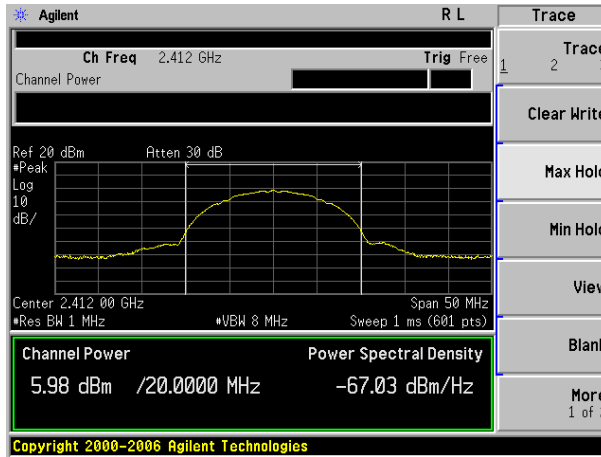 Agilent R L Trace
Ch Freq 2.412 GHz Trig Free
Channel Power
Trace
1 2
Clear Write
Ref 20 dBm Atten 30 dB
#Peak
Log
10
dB/
Max Hold
Min Hold
View
Center 2.412 00 GHz Span 50 MHz
#Res BW 1 MHz #VBW 8 MHz Sweep 1 ms (601 pts)
Channel Power Power Spectral Density
5.98 dBm /20.0000 MHz -67.03 dBm/Hz
Blank
More
1 of
Copyright 2000-2006 Agilent Technologies